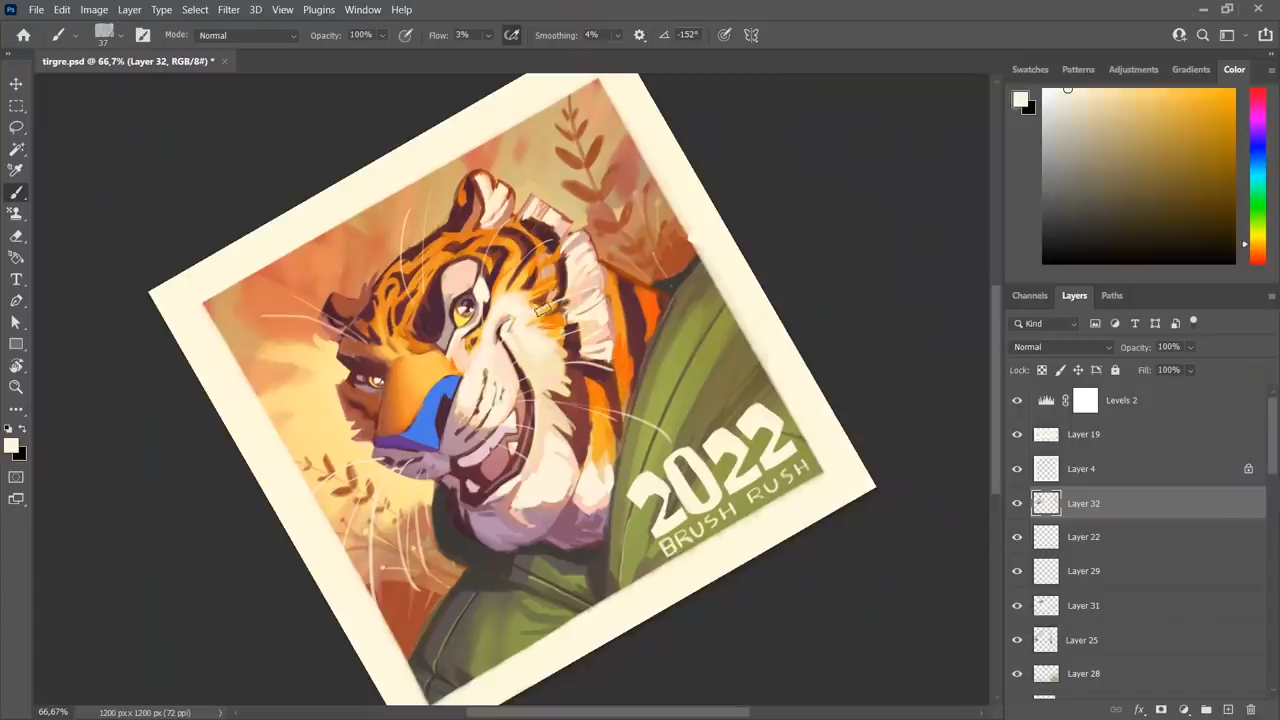 Ps File Edit Image Layer Type Select Filter 3D View Plugins Window Help
37 Mode: Normal Opacity: 100% Flow: 3% Smoothing: 4% -152°
tirgre.psd @ 66,7% (Layer 32, RGB/8#) *
Swatches Patterns Adjustments Gradients Color
Channels Layers Paths
Kind
Normal Opacity: 100%
Lock: Fill: 100%
Levels 2
Layer 19
Layer 4
Layer 32
Layer 22
Layer 29
Layer 31
Layer 25
Layer 28
2022
BRUSH RUSH
66,67% 1200 px x 1200 px (72 ppi)